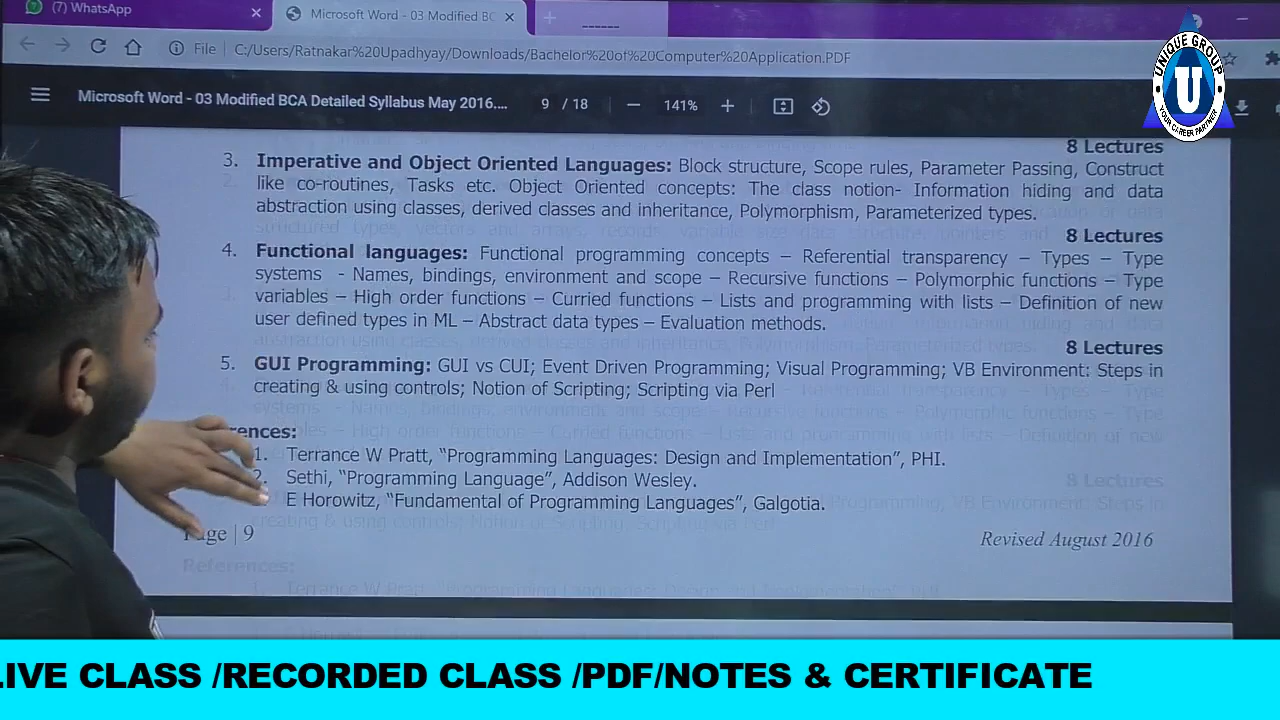 (7) WhatsApp
Microsoft Word - 03 Modified BC
File C:/Users/Ratnakar%20Upadhyay/Downloads/Bachelor%20of%20Computer%20Application.PDF
Microsoft Word - 03 Modified BCA Detailed Syllabus May 2016.... 9 / 18 141%
UNIQUE GROUP
U
YOUR CAREER PARTNER
8 Lectures
3. Imperative and Object Oriented Languages: Block structure, Scope rules, Parameter Passing, Construct
like co-routines, Tasks etc. Object Oriented concepts: The class notion- Information hiding and data
abstraction using classes, derived classes and inheritance, Polymorphism, Parameterized types.
8 Lectures
4. Functional languages: Functional programming concepts – Referential transparency – Types – Type
systems - Names, bindings, environment and scope – Recursive functions – Polymorphic functions – Type
variables – High order functions – Curried functions – Lists and programming with lists – Definition of new
user defined types in ML – Abstract data types – Evaluation methods.
8 Lectures
5. GUI Programming: GUI vs CUI; Event Driven Programming; Visual Programming; VB Environment: Steps in
creating & using controls; Notion of Scripting; Scripting via Perl
rences:
1. Terrance W Pratt, “Programming Languages: Design and Implementation”, PHI.
2. Sethi, “Programming Language”, Addison Wesley.
E Horowitz, “Fundamental of Programming Languages”, Galgotia.
Page | 9
Revised August 2016
LIVE CLASS /RECORDED CLASS /PDF/NOTES & CERTIFICATE